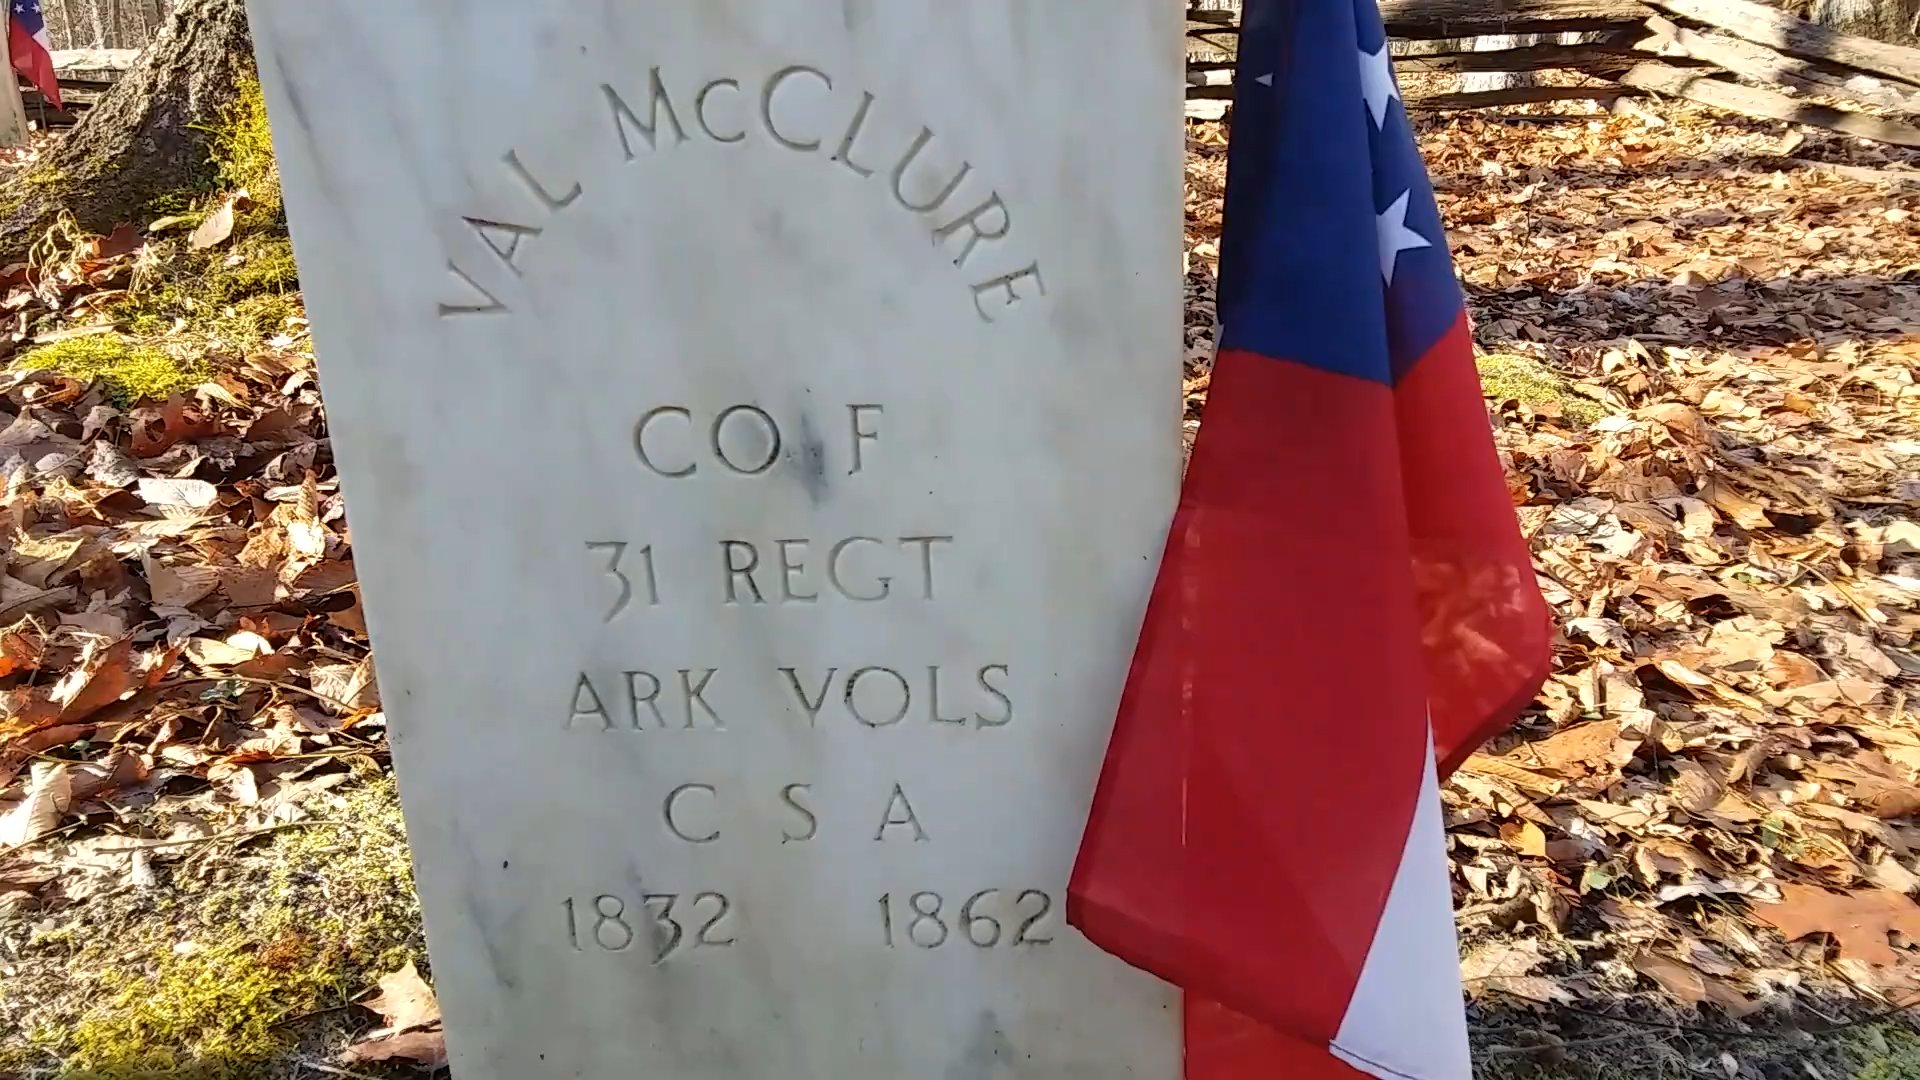 VAL McCLURE
CO F
31 REGT
ARK VOLS
C S A
1832 1862